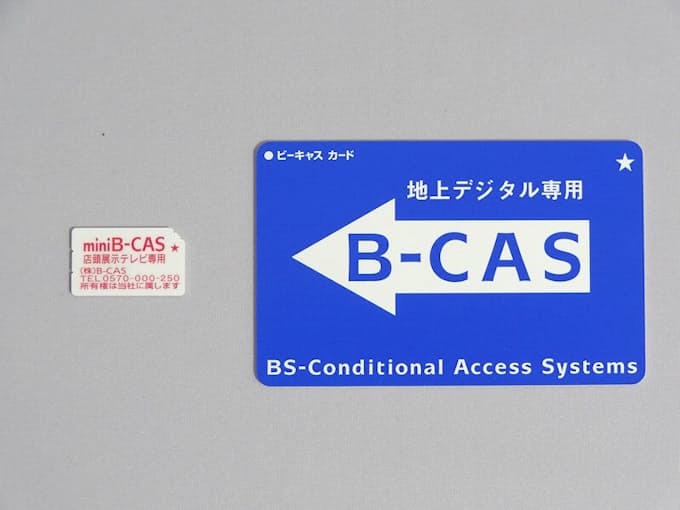 miniB-CAS ★
店頭展示テレビ専用
(株)B-CAS
TEL0570-000-250
所有権は当社に属します
●ビーキャス カード
★
地上デジタル専用
B-CAS
BS-Conditional Access Systems